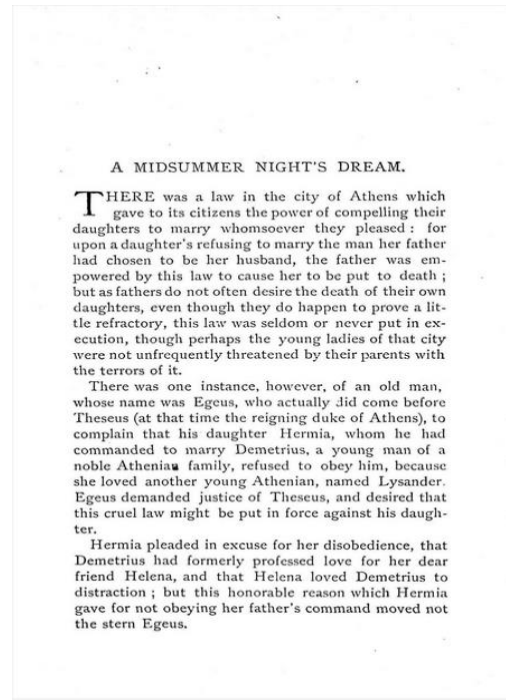 A MIDSUMMER NIGHT'S DREAM.
THERE was a law in the city of Athens which
gave to its citizens the power of compelling their
daughters to marry whomsoever they pleased : for
upon a daughter's refusing to marry the man her father
had chosen to be her husband, the father was em-
powered by this law to cause her to be put to death ;
but as fathers do not often desire the death of their own
daughters, even though they do happen to prove a lit-
tle refractory, this law was seldom or never put in ex-
ecution, though perhaps the young ladies of that city
were not unfrequently threatened by their parents with
the terrors of it.
There was one instance, however, of an old man,
whose name was Egeus, who actually did come before
Theseus (at that time the reigning duke of Athens), to
complain that his daughter Hermia, whom he had
commanded to marry Demetrius, a young man of a
noble Athenian family, refused to obey him, because
she loved another young Athenian, named Lysander.
Egeus demanded justice of Theseus, and desired that
this cruel law might be put in force against his daugh-
ter.
Hermia pleaded in excuse for her disobedience, that
Demetrius had formerly professed love for her dear
friend Helena, and that Helena loved Demetrius to
distraction ; but this honorable reason which Hermia
gave for not obeying her father's command moved not
the stern Egeus.